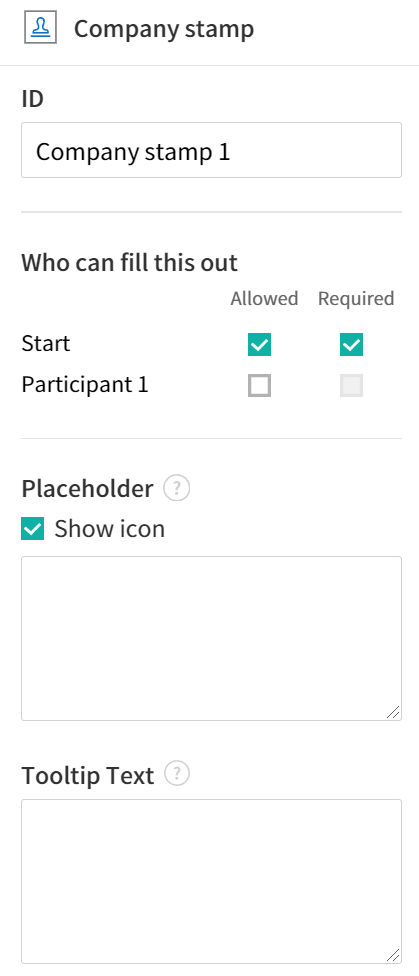 Company stamp
ID
Company stamp 1
Who can fill this out
Allowed Required
Start
Participant 1
Placeholder ?
Show icon
Tooltip Text ?